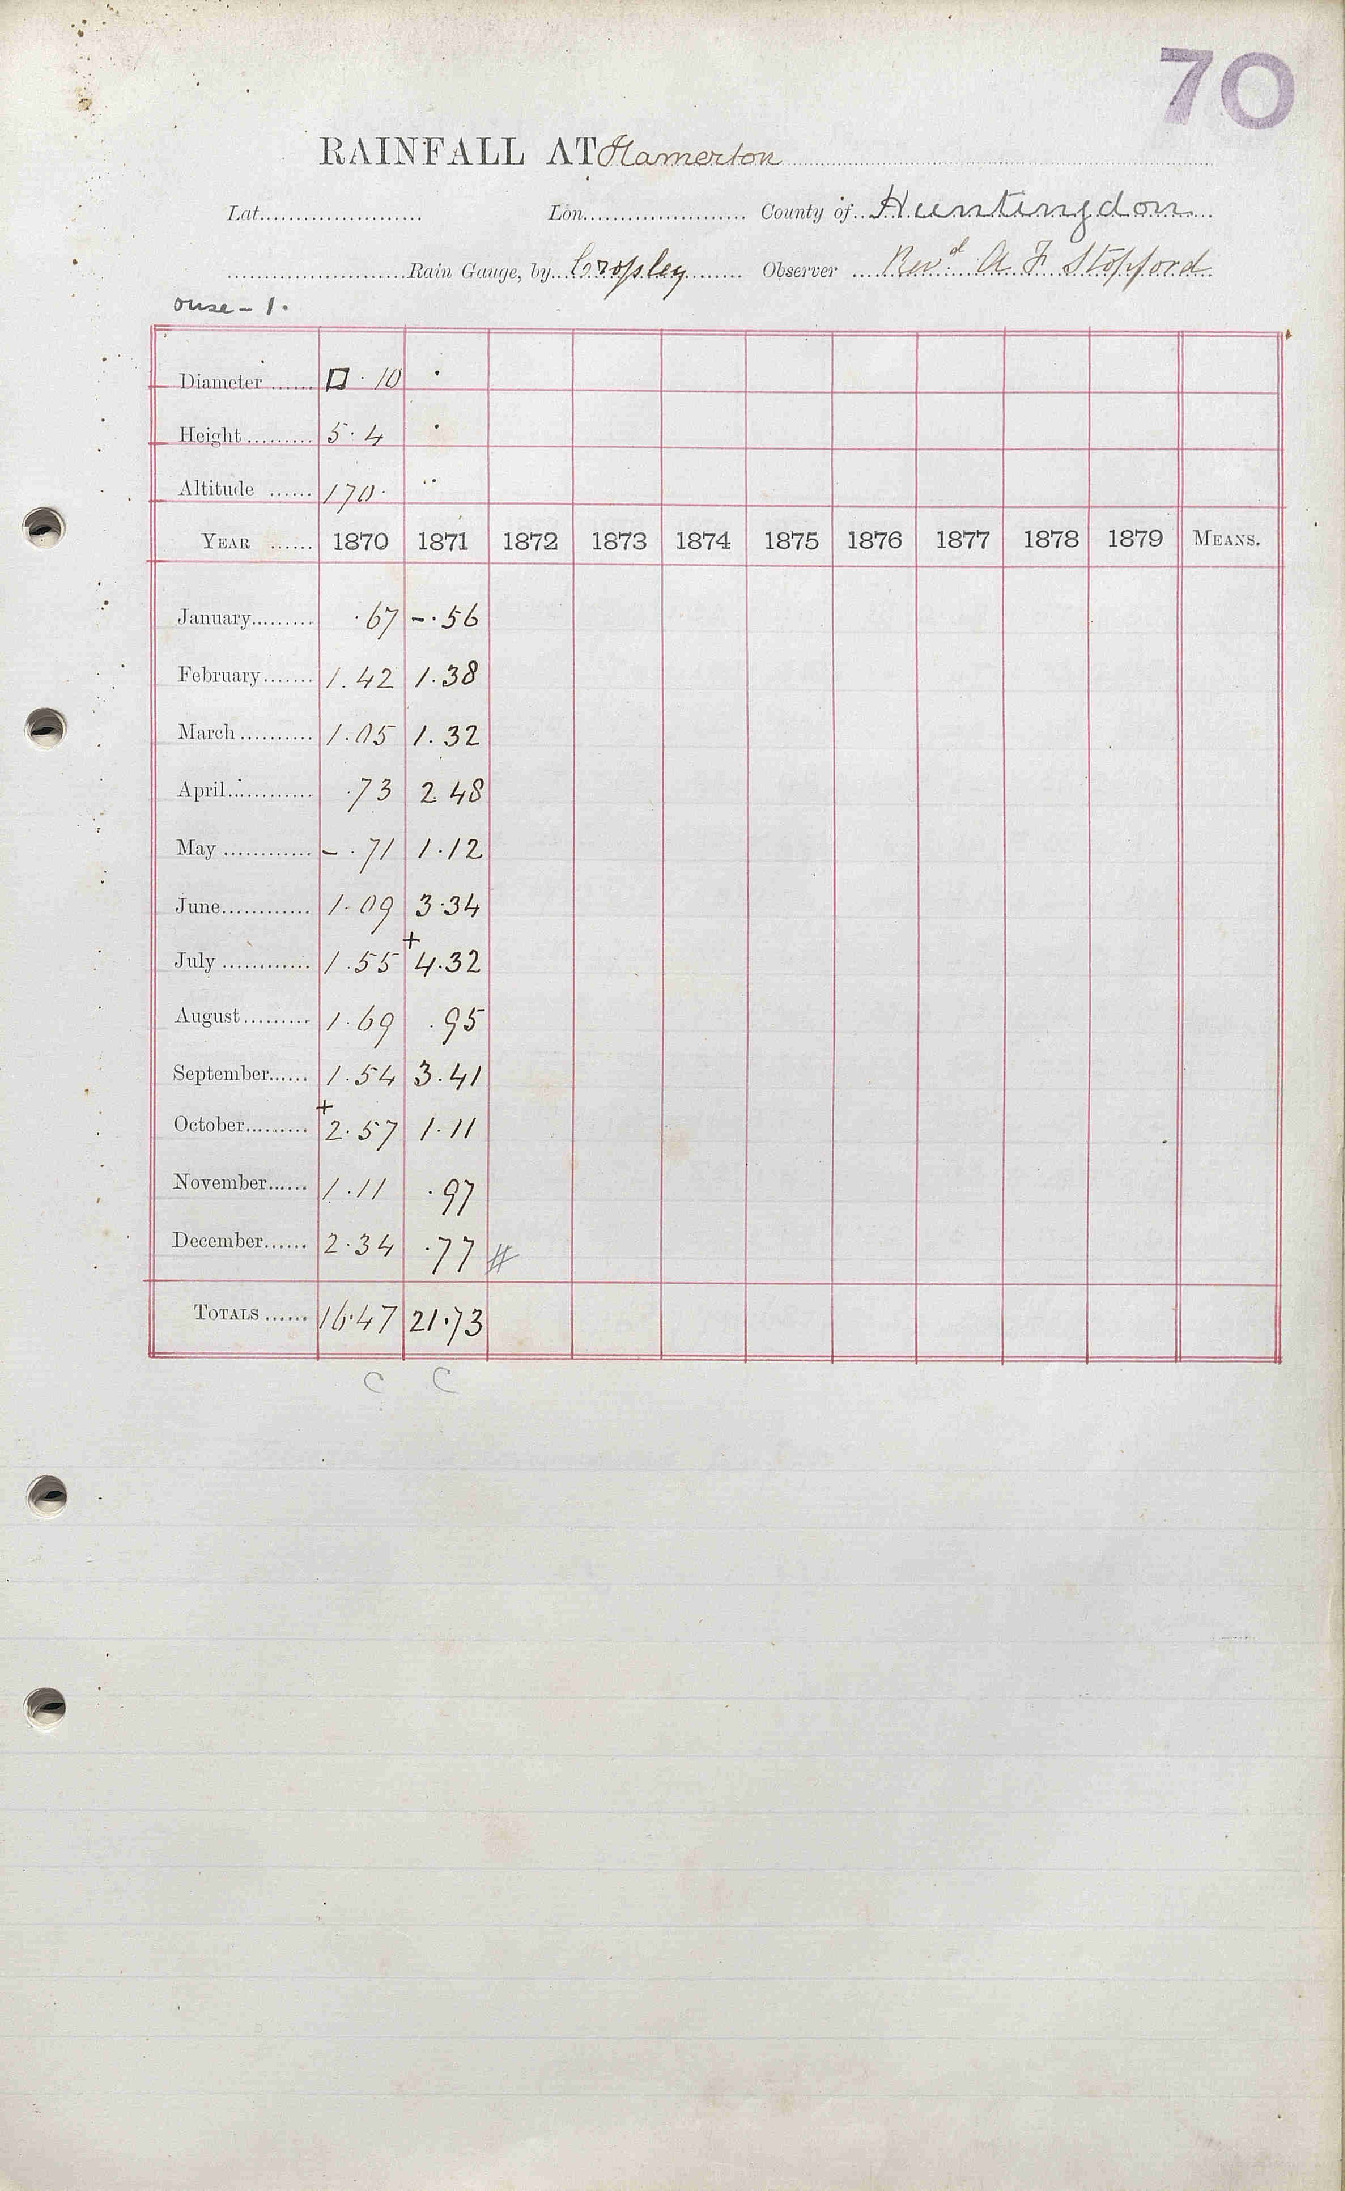 70
RAINFALL AT Hamerton
Lat. Lon. County of Huntingdon
Rain Gauge, by Cropley Observer Revd. A F Stopford
ouse - 1.
Diameter □ · 10 ·
Height 5·4 ·
Altitude 170· ··
YEAR 1870 1871 1872 1873 1874 1875 1876 1877 1878 1879 MEANS.
January ·67 -·56
February 1.42 1.38
March 1.05 1.32
April ·73 2 48
May - ·71 1·12
June 1·09 3·34
July 1.55 +4.32
August 1·69 .95
September 1.54 3.41
October +2·57 1·11
November 1·11 ·97
December 2·34 ·77 #
TOTALS 16·47 21·73
C C